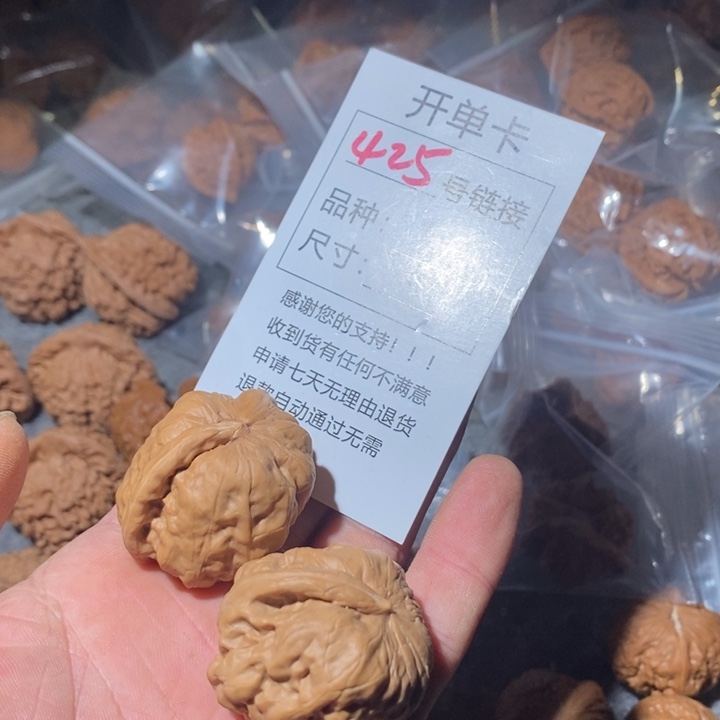 开单卡
425 号链接
品种:
尺寸:
感谢您的支持！！！
收到货有任何不满意
申请七天无理由退货
退款自动通过无需